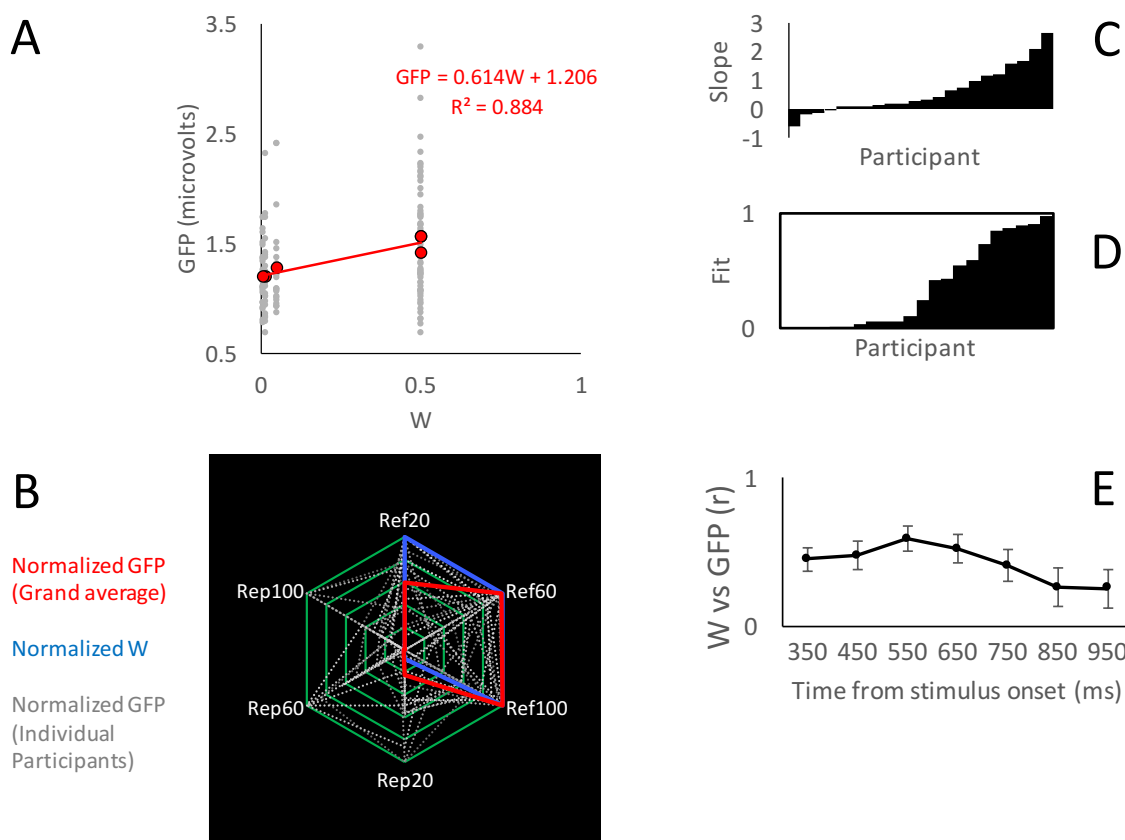 A
GFP (microvolts)
3.5
2.5
1.5
0.5
GFP = 0.614W + 1.206
R² = 0.884
0
0.5
1
W
C
Slope
3
2
1
0
-1
Participant
D
Fit
1
0
Participant
B
Normalized GFP
(Grand average)
Normalized W
Normalized GFP
(Individual
Participants)
Ref20
Ref60
Ref100
Rep20
Rep60
Rep100
E
W vs GFP (r)
1
0
350 450 550 650 750 850 950
Time from stimulus onset (ms)